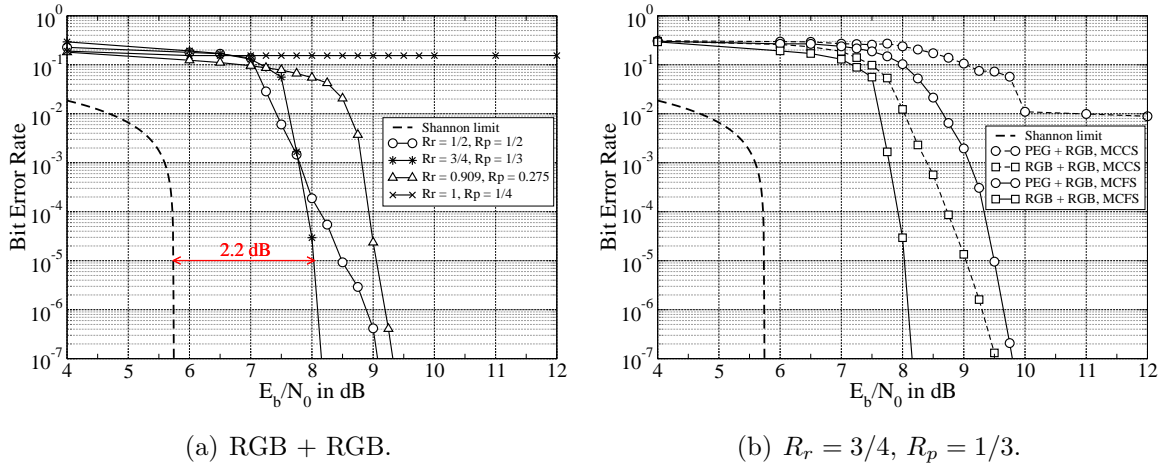 10^0
10^-1
10^-2
10^-3
10^-4
10^-5
10^-6
10^-7
Bit Error Rate
4 5 6 7 8 9 10 11 12
E_b/N_0 in dB
Shannon limit
Rr = 1/2, Rp = 1/2
Rr = 3/4, Rp = 1/3
Rr = 0.909, Rp = 0.275
Rr = 1, Rp = 1/4
2.2 dB
(a) RGB + RGB.
10^0
10^-1
10^-2
10^-3
10^-4
10^-5
10^-6
10^-7
Bit Error Rate
4 5 6 7 8 9 10 11 12
E_b/N_0 in dB
Shannon limit
PEG + RGB, MCCS
RGB + RGB, MCCS
PEG + RGB, MCFS
RGB + RGB, MCFS
(b) R_r = 3/4, R_p = 1/3.